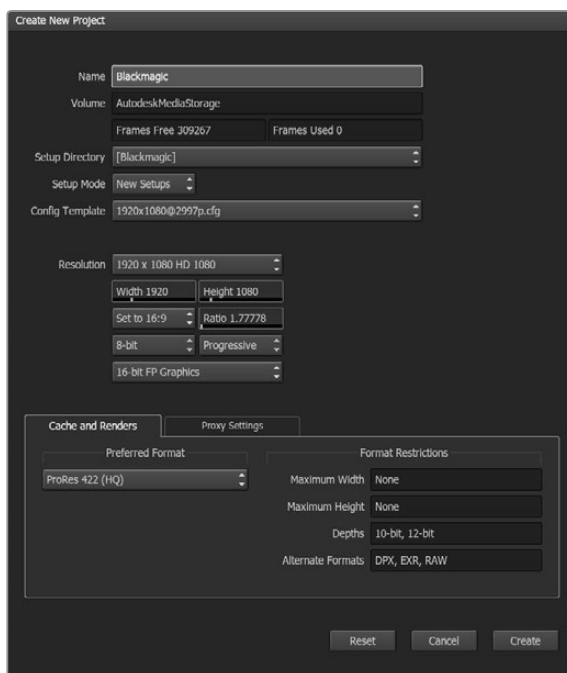 Create New Project
Name Blackmagic
Volume AutodeskMediaStorage
Frames Free 309267 Frames Used 0
Setup Directory [Blackmagic]
Setup Mode New Setups
Config Template 1920x1080@2997p.cfg
Resolution 1920 x 1080 HD 1080
Width 1920 Height 1080
Set to 16:9 Ratio 1.77778
8-bit Progressive
16-bit FP Graphics
Cache and Renders Proxy Settings
Preferred Format Format Restrictions
ProRes 422 (HQ) Maximum Width None
Maximum Height None
Depths 10-bit, 12-bit
Alternate Formats DPX, EXR, RAW
Reset Cancel Create